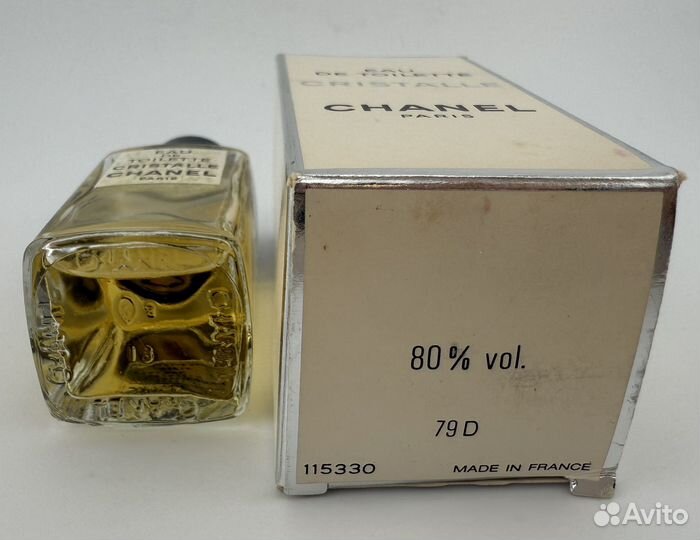 EAU
DE TOILETTE
CRISTALLE
CHANEL
PARIS
EAU
DE
TOILETTE
CRISTALLE
CHANEL
PARIS
CHANEL
80% vol.
79 D
115330
MADE IN FRANCE
Avito